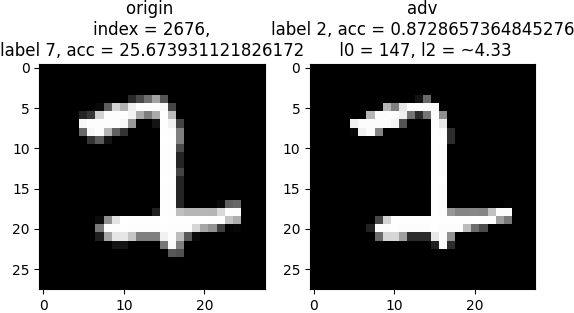 origin
index = 2676,
label 7, acc = 25.673931121826172
adv
label 2, acc = 0.8728657364845276
l0 = 147, l2 = ~4.33
0
5
10
15
20
25
0 10 20
0
5
10
15
20
25
0 10 20